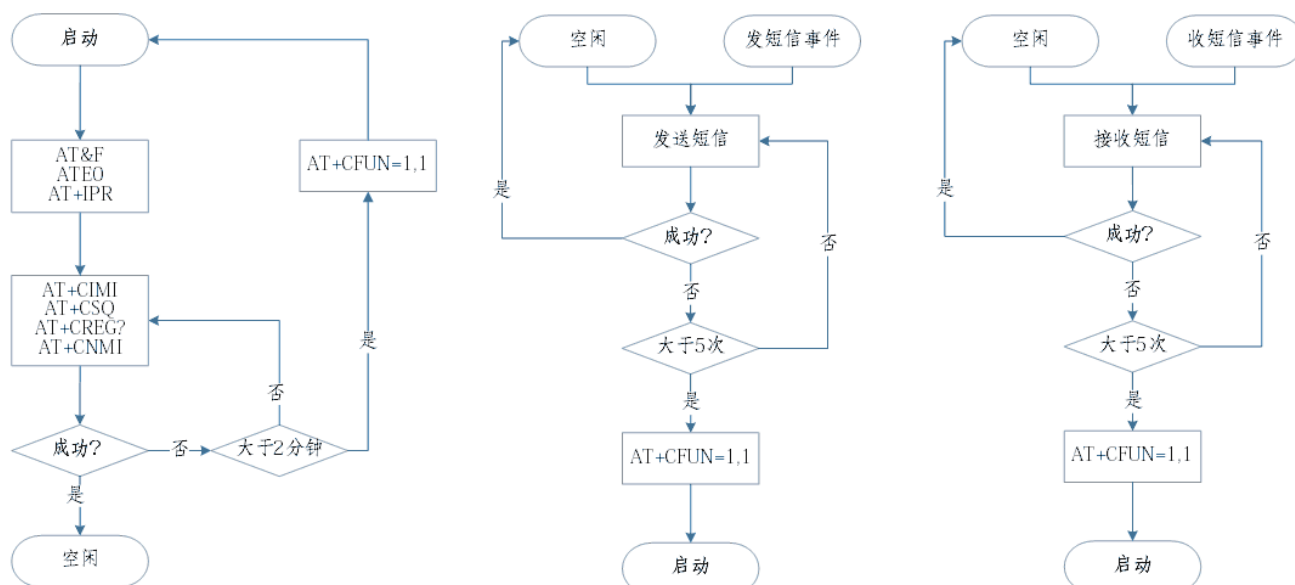 启动
AT&F
ATE0
AT+IPR
AT+CIMI
AT+CSQ
AT+CREG?
AT+CNMI
成功?
是
空闲
否
大于2分钟
否
是
AT+CFUN=1,1
空闲
发短信事件
发送短信
成功?
是
否
大于5次
否
是
AT+CFUN=1,1
启动
空闲
收短信事件
接收短信
成功?
是
否
大于5次
否
是
AT+CFUN=1,1
启动